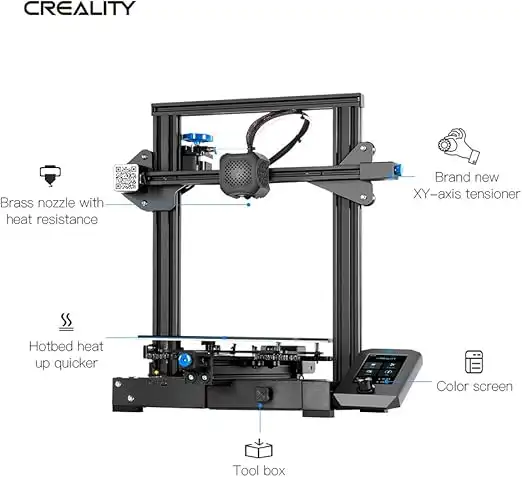 CREALITY
Brass nozzle with
heat resistance
Brand new
XY-axis tensioner
Hotbed heat
up quicker
Color screen
Tool box